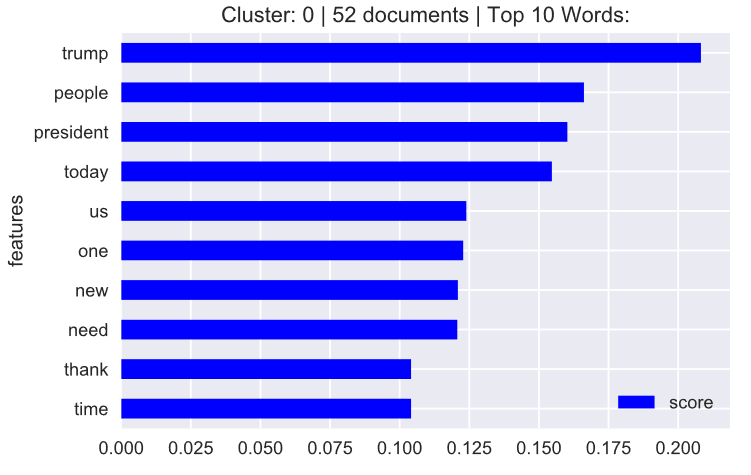 Cluster: 0 | 52 documents | Top 10 Words:
features
trump
people
president
today
us
one
new
need
thank
time
score
0.000 0.025 0.050 0.075 0.100 0.125 0.150 0.175 0.200